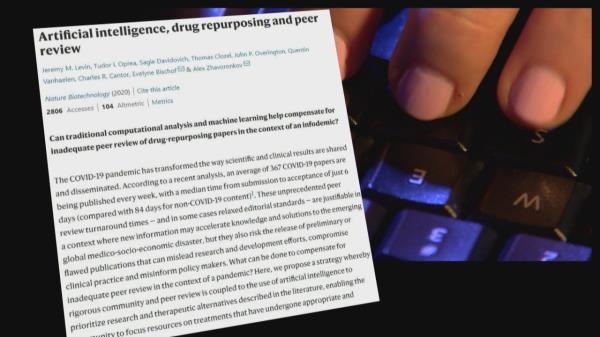 Artificial intelligence, drug repurposing and peer
review
Jeremy M. Levin, Tudor I. Oprea, Sagie Davidovich, Thomas Clozel, John P. Overington, Quentin
Vanhaelen, Charles R. Cantor, Evelyne Bischof & Alex Zhavoronkov
Nature Biotechnology (2020) | Cite this article
2806 Accesses | 104 Altmetric | Metrics
Can traditional computational analysis and machine learning help compensate for
inadequate peer review of drug-repurposing papers in the context of an infodemic?
The COVID-19 pandemic has transformed the way scientific and clinical results are shared
and disseminated. According to a recent analysis, an average of 367 COVID-19 papers are
being published every week, with a median time from submission to acceptance of just 6
days (compared with 84 days for non-COVID-19 content)1. These unprecedented peer
review turnaround times — and in some cases relaxed editorial standards — are justifiable in
a context where new information may accelerate knowledge and solutions to the emerging
global medico-socio-economic disaster, but they also risk the release of preliminary or
flawed publications that can mislead research and development efforts, compromise
clinical practice and misinform policy makers. What can be done to compensate for
inadequate peer review in the context of a pandemic? Here, we propose a strategy whereby
rigorous community and peer review is coupled to the use of artificial intelligence to
prioritize research and therapeutic alternatives described in the literature, enabling the
to focus resources on treatments that have undergone appropriate and
S
E
W
3